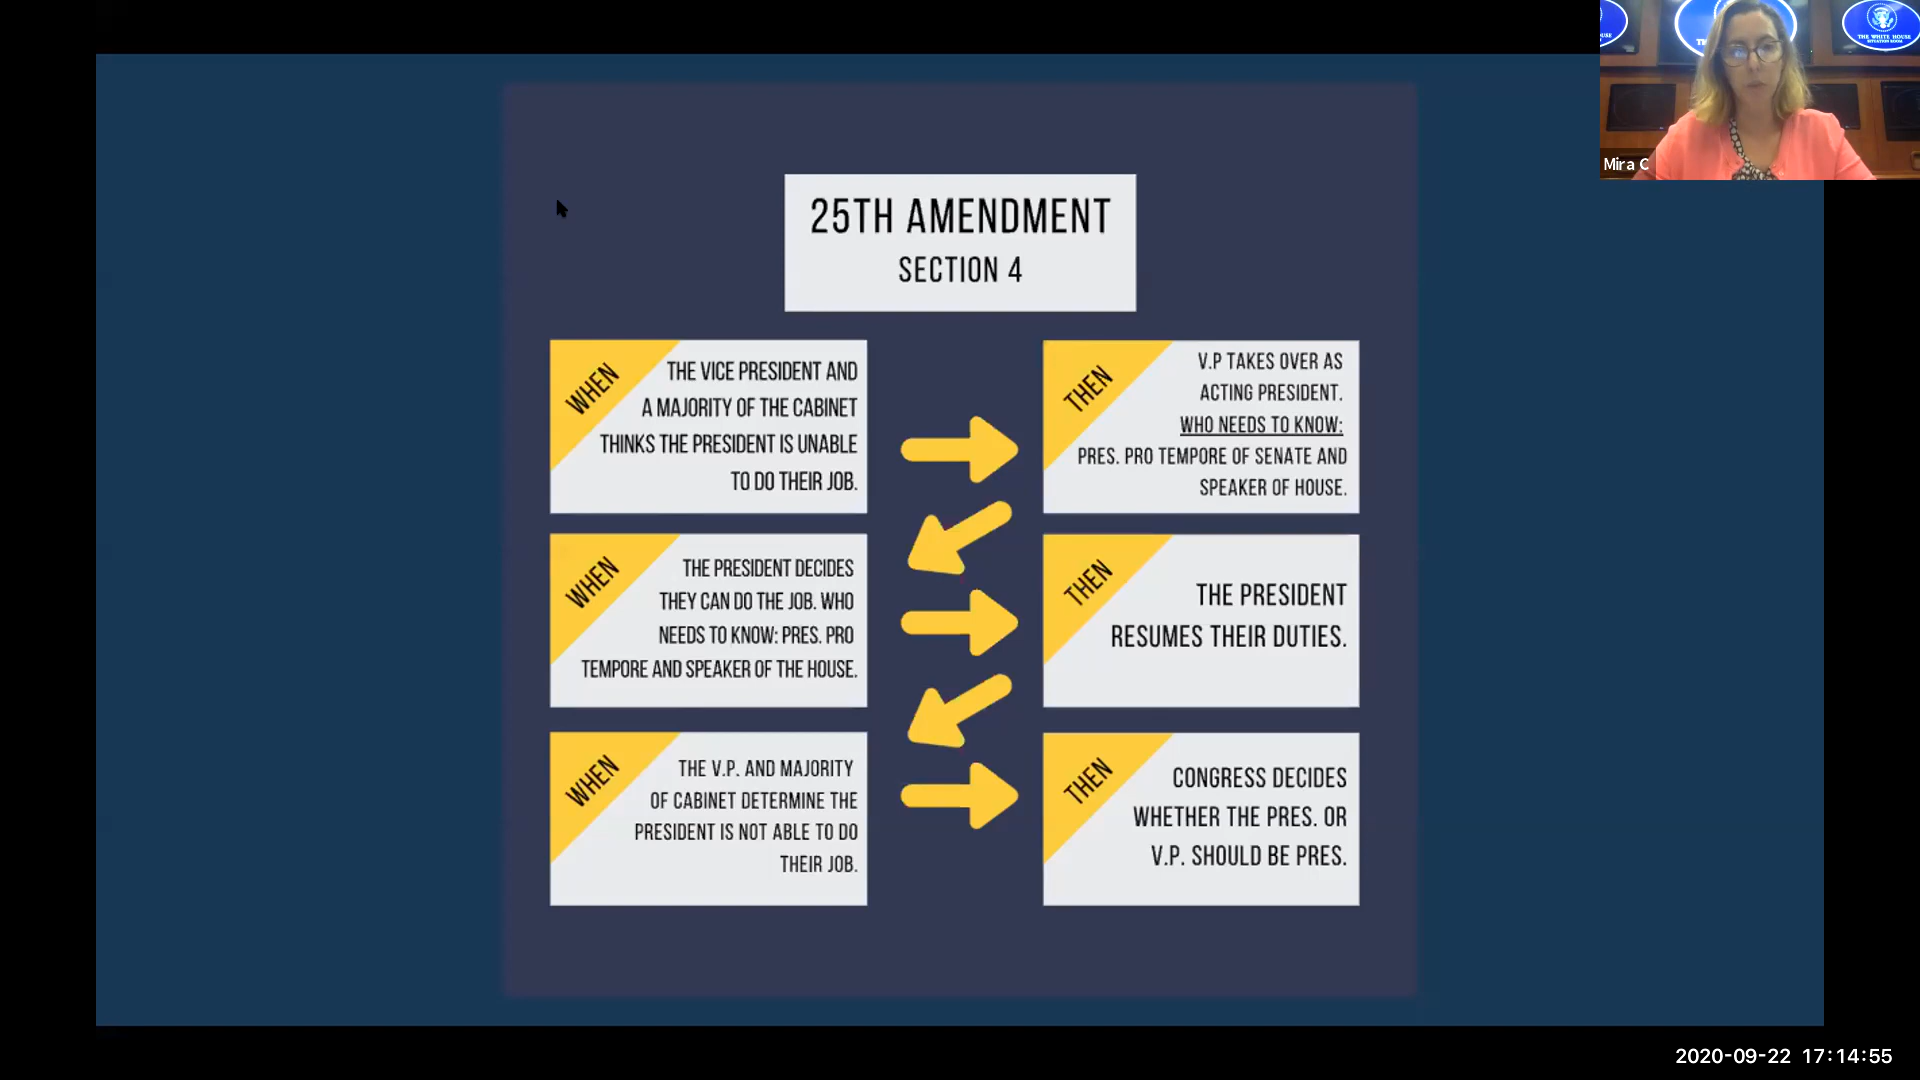 THE WHITE HOUSE
SITUATION ROOM
Mira C
25TH AMENDMENT
SECTION 4
WHEN
THE VICE PRESIDENT AND
A MAJORITY OF THE CABINET
THINKS THE PRESIDENT IS UNABLE
TO DO THEIR JOB.
THEN
V.P TAKES OVER AS
ACTING PRESIDENT.
WHO NEEDS TO KNOW:
PRES. PRO TEMPORE OF SENATE AND
SPEAKER OF HOUSE.
WHEN
THE PRESIDENT DECIDES
THEY CAN DO THE JOB. WHO
NEEDS TO KNOW: PRES. PRO
TEMPORE AND SPEAKER OF THE HOUSE.
THEN
THE PRESIDENT
RESUMES THEIR DUTIES.
WHEN
THE V.P. AND MAJORITY
OF CABINET DETERMINE THE
PRESIDENT IS NOT ABLE TO DO
THEIR JOB.
THEN
CONGRESS DECIDES
WHETHER THE PRES. OR
V.P. SHOULD BE PRES.
2020-09-22 17:14:55